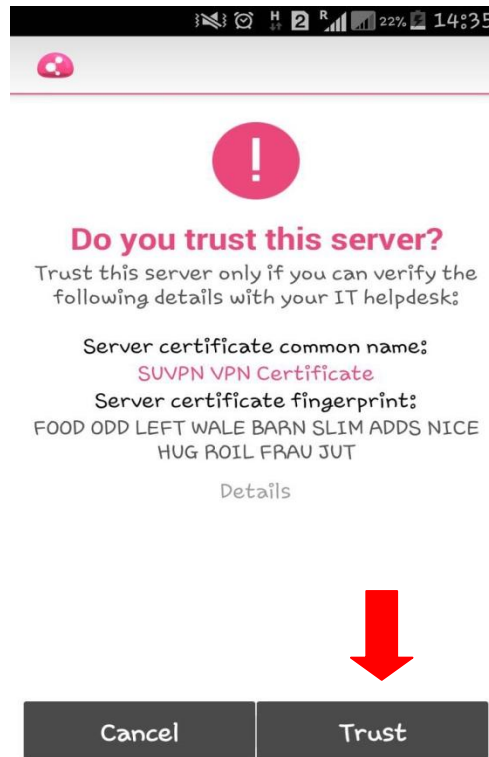 H 2 R 22% 14:35
!
Do you trust this server?
Trust this server only if you can verify the
following details with your IT helpdesk:
Server certificate common name:
SUVPN VPN Certificate
Server certificate fingerprint:
FOOD ODD LEFT WALE BARN SLIM ADDS NICE
HUG ROIL FRAU JUT
Details
Cancel Trust